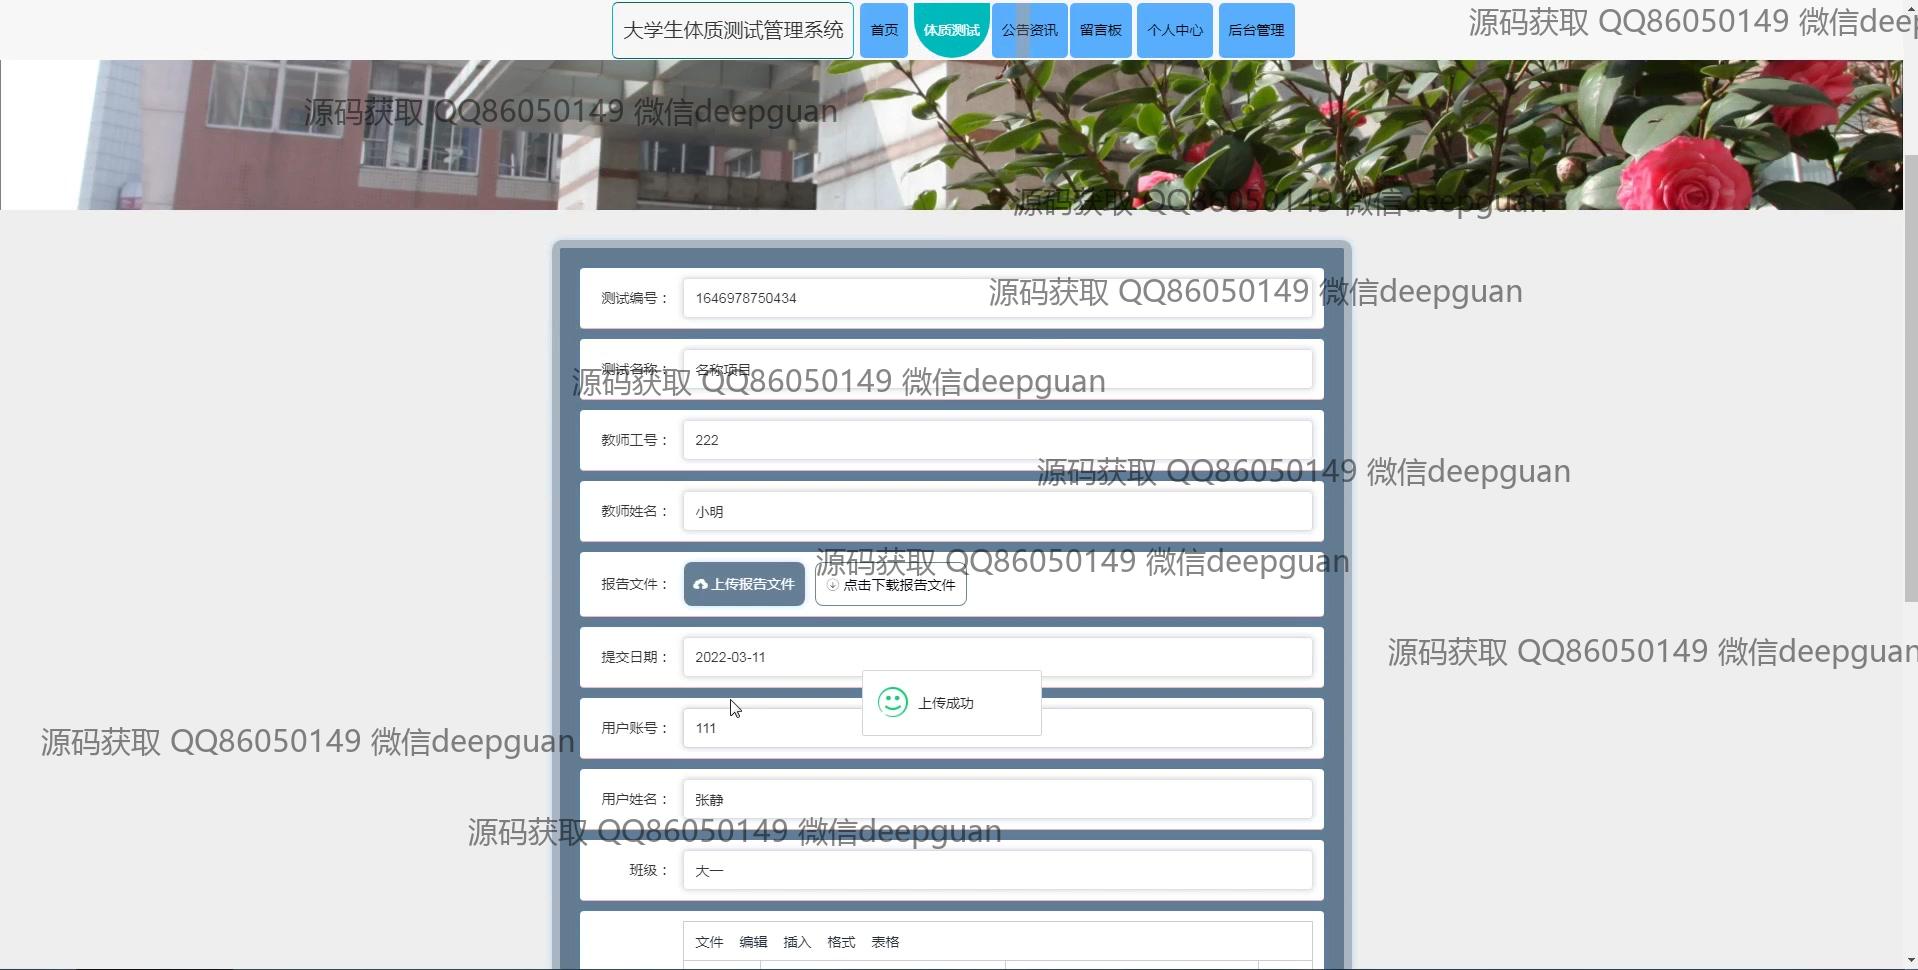 大学生体质测试管理系统 首页 体质测试 公告资讯 留言板 个人中心 后台管理
源码获取 QQ86050149 微信deep
源码获取 QQ86050149 微信deepguan
源码获取 QQ86050149 微信deepguan
测试编号： 1646978750434
源码获取 QQ86050149 微信deepguan
测试名称： 名称项目
源码获取 QQ86050149 微信deepguan
教师工号： 222
源码获取 QQ86050149 微信deepguan
教师姓名： 小明
源码获取 QQ86050149 微信deepguan
报告文件： 上传报告文件 点击下载报告文件
提交日期： 2022-03-11
源码获取 QQ86050149 微信deepguan
上传成功
用户账号： 111
源码获取 QQ86050149 微信deepguan
用户姓名： 张静
源码获取 QQ86050149 微信deepguan
班级： 大一
文件 编辑 插入 格式 表格